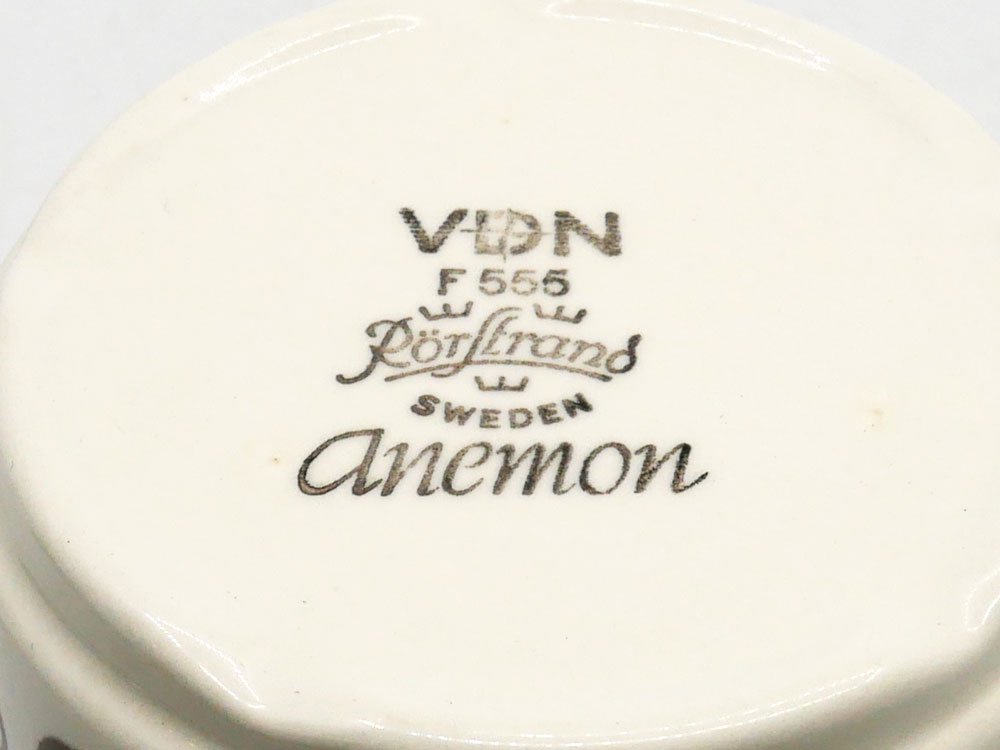 VDN
F 555
Rörstrand
SWEDEN
anemon